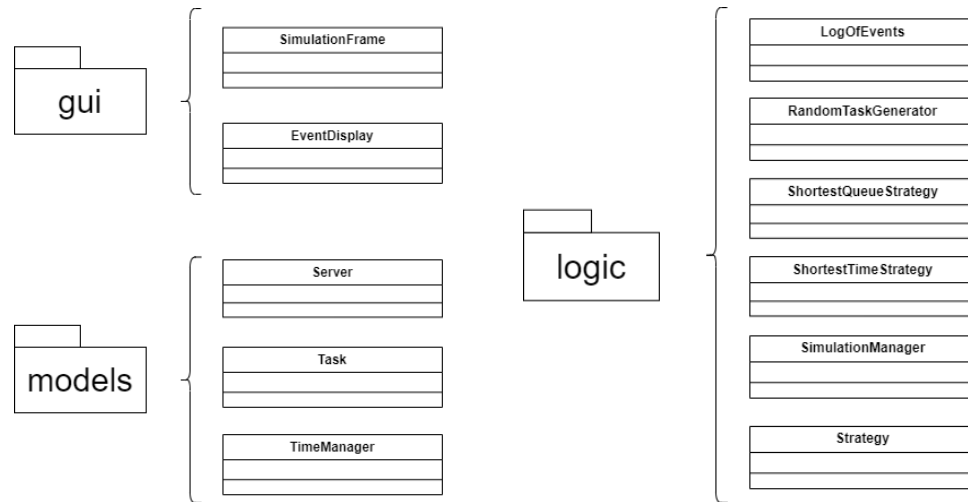 gui
SimulationFrame
EventDisplay
models
Server
Task
TimeManager
logic
LogOfEvents
RandomTaskGenerator
ShortestQueueStrategy
ShortestTimeStrategy
SimulationManager
Strategy